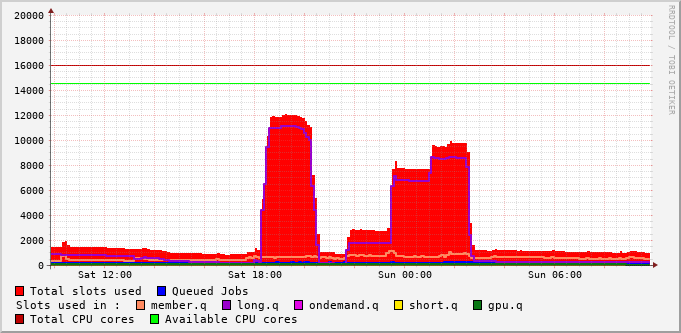 20000
18000
16000
14000
12000
10000
8000
6000
4000
2000
0
Sat 12:00 Sat 18:00 Sun 00:00 Sun 06:00
Total slots used Queued Jobs
Slots used in : member.q long.q ondemand.q short.q gpu.q
Total CPU cores Available CPU cores
RRDTOOL / TOBI OETIKER